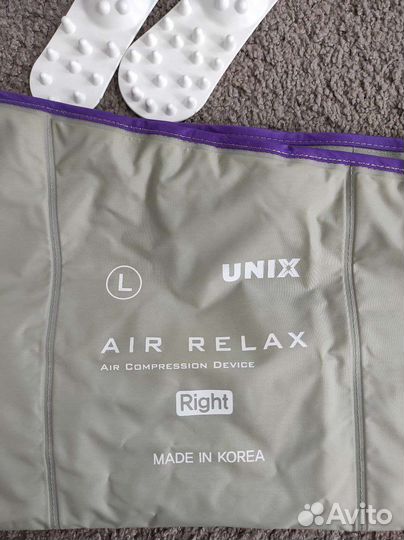 L
UNIX
AIR RELAX
AIR COMPRESSION DEVICE
Right
MADE IN KOREA
Avito